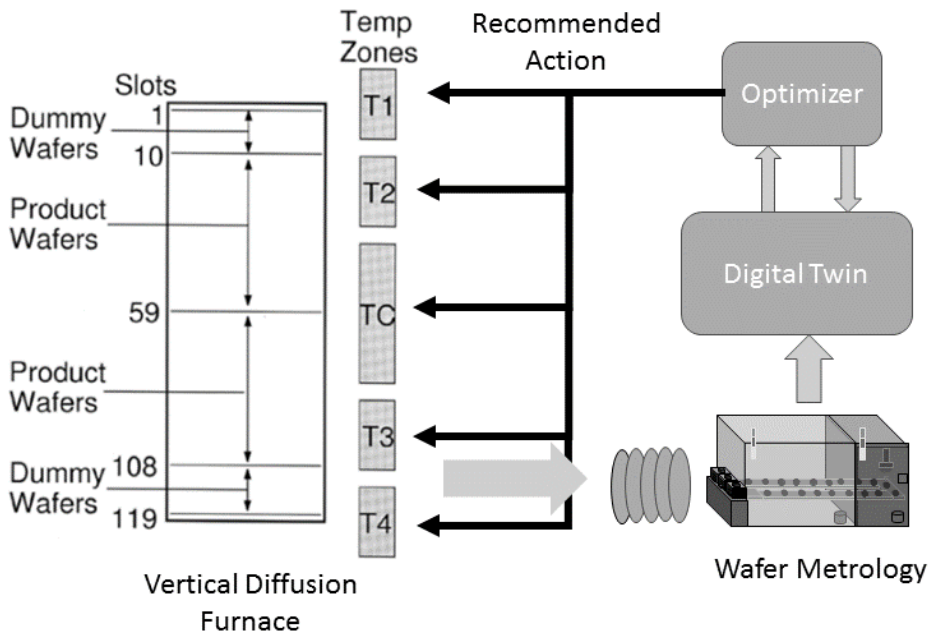 Recommended
Action
Temp
Zones
Optimizer
Digital Twin
Slots
1
10
59
108
119
Dummy
Wafers
Product
Wafers
Product
Wafers
Dummy
Wafers
T1
T2
TC
T3
T4
Vertical Diffusion
Furnace
Wafer Metrology